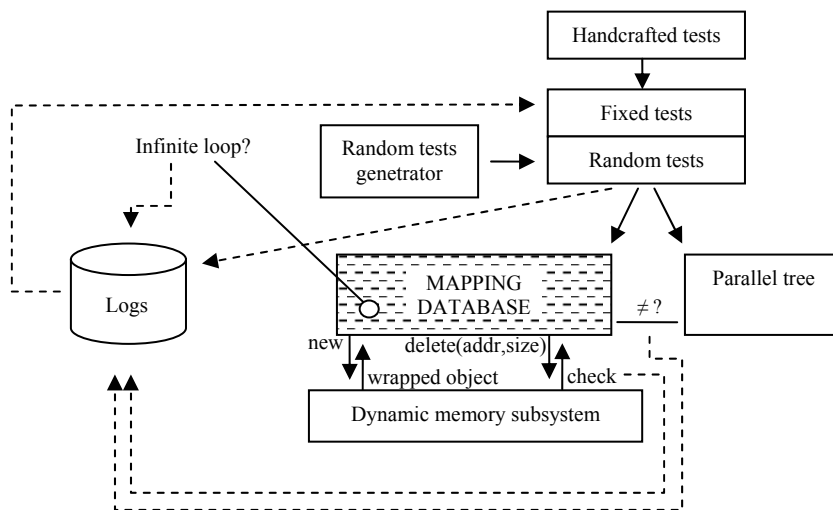 Handcrafted tests
Fixed tests
Infinite loop?
Random tests
genetrator
Random tests
MAPPING
DATABASE
Parallel tree
Logs
≠ ?
new
delete(addr,size)
wrapped object
check
Dynamic memory subsystem